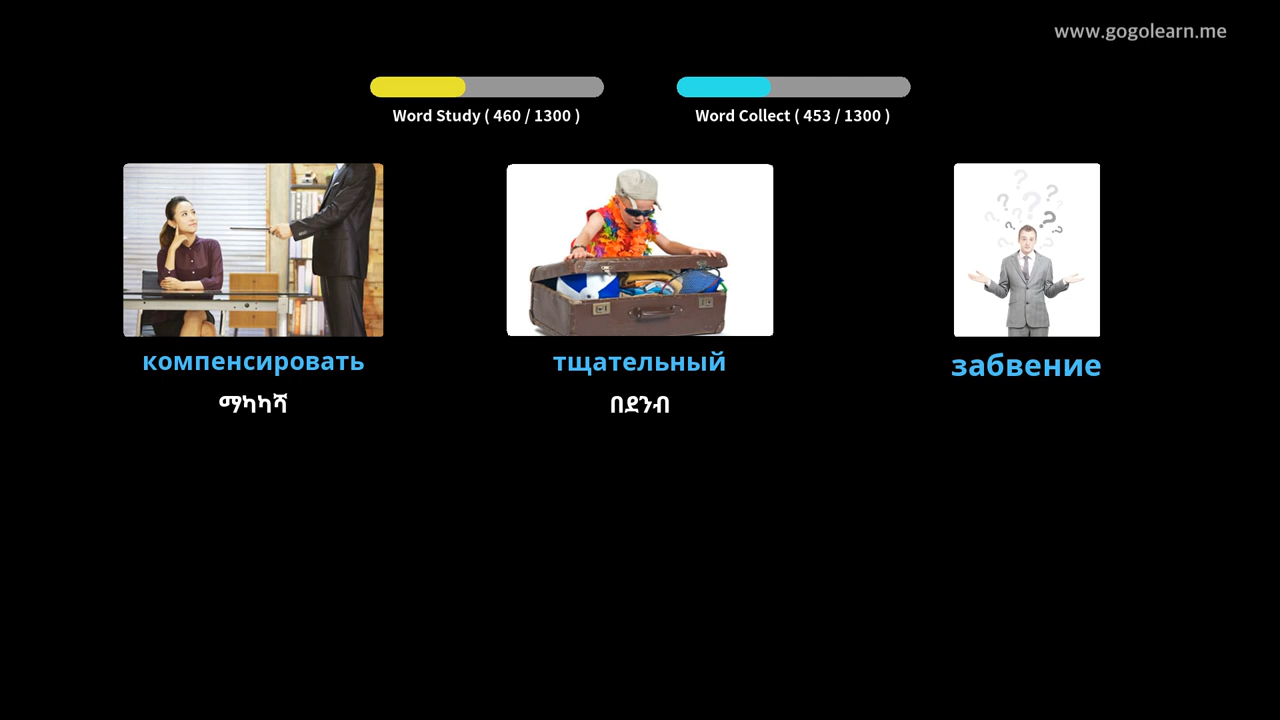 www.gogolearn.me
Word Study ( 460 / 1300 )
Word Collect ( 453 / 1300 )
компенсировать
тщательный
забвение
ማካካሻ
በደንብ